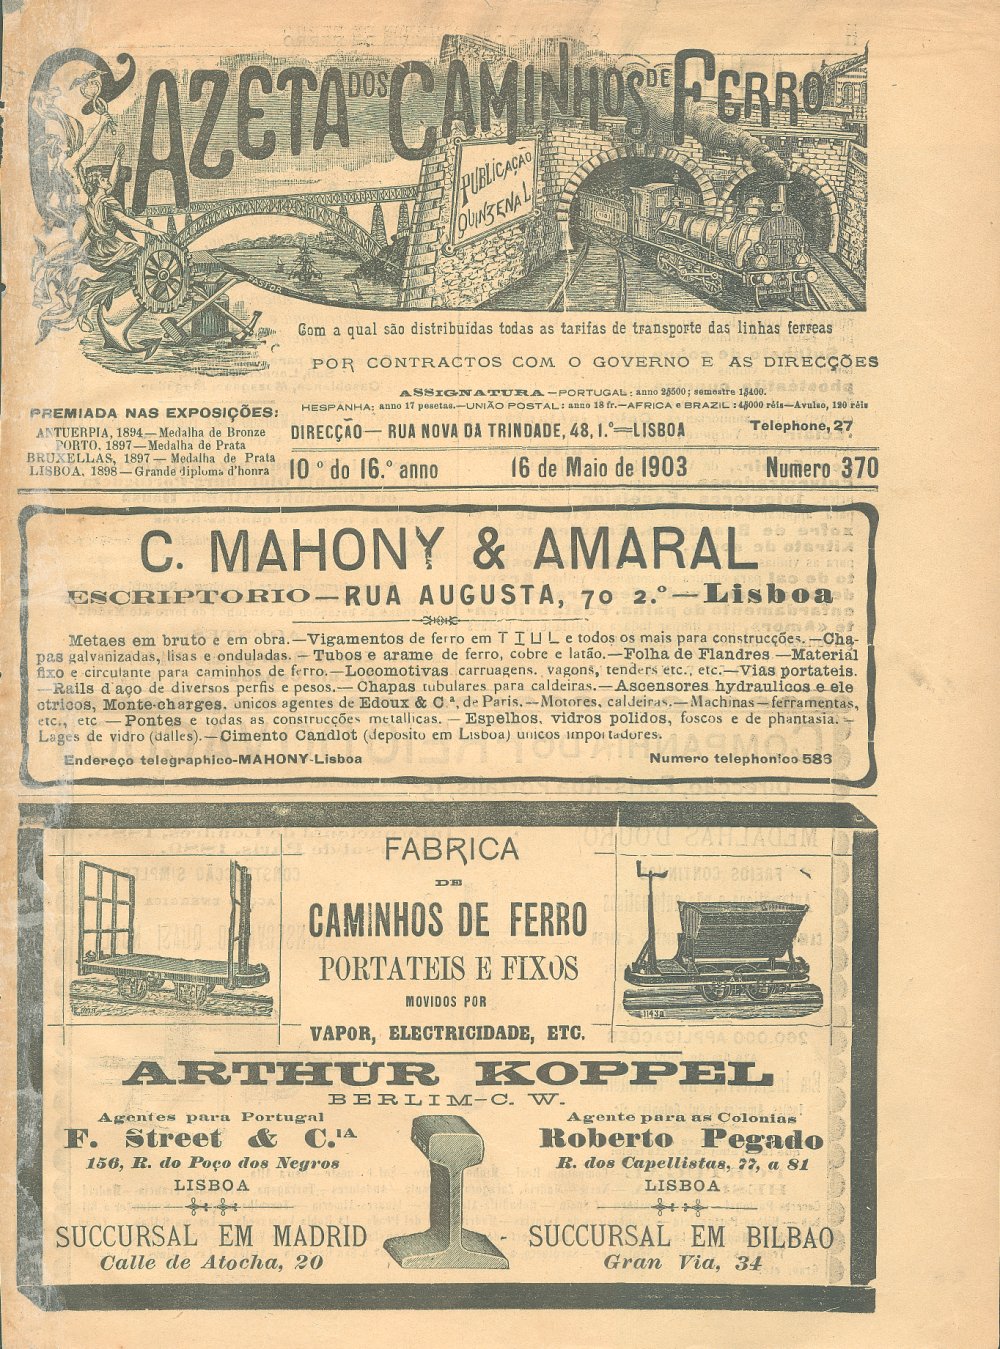 GAZETA DOS CAMINHOS DE FERRO
PUBLICAÇÃO
QUINZENAL
PASTOR
Com a qual são distribuidas todas as tarifas de transporte das linhas ferreas
POR CONTRACTOS COM O GOVERNO E AS DIRECÇÕES
ASSIGNATURA—PORTUGAL: anno 2$500; semestre 1$400.
HESPANHA: anno 17 pesetas.—UNIÃO POSTAL: anno 18 fr.—AFRICA e BRAZIL: 4$000 réis—Avulso, 120 réis
PREMIADA NAS EXPOSIÇÕES:
ANTUERPIA, 1894—Medalha de Bronze
PORTO, 1897—Medalha de Prata
BRUXELLAS, 1897—Medalha de Prata
LISBOA, 1898—Grande diploma d'honra
DIRECÇÃO—RUA NOVA DA TRINDADE, 48, 1.º—LISBOA
Telephone, 27
10º do 16.º anno
16 de Maio de 1903
Numero 370
C. MAHONY & AMARAL
ESCRIPTORIO—RUA AUGUSTA, 70 2.º—Lisboa
Metaes em bruto e em obra.—Vigamentos de ferro em T I U L e todos os mais para construcções.—Cha-
pas galvanizadas, lisas e onduladas.—Tubos e arame de ferro, cobre e latão.—Folha de Flandres—Material
fixo e circulante para caminhos de ferro.—Locomotivas carruagens, vagons, tenders etc., etc.—Vias portateis.
—Rails d'aço de diversos perfis e pesos.—Chapas tubulares para caldeiras.—Ascensores hydraulicos e ele
ctricos, Monte-charges, unicos agentes de Edoux & C.ª, de Paris.—Motores, caldeiras.—Machinas—ferramentas,
etc., etc—Pontes e todas as construcções metallicas.—Espelhos, vidros polidos, foscos e de phantasia.—
Lages de vidro (dalles).—Cimento Candlot (deposito em Lisboa) unicos importadores.
Endereço telegraphico-MAHONY-Lisboa
Numero telephonico 586
FABRICA
DE
CAMINHOS DE FERRO
PORTATEIS E FIXOS
MOVIDOS POR
VAPOR, ELECTRICIDADE, ETC.
ARTHUR KOPPEL
BERLIM-C. W.
Agentes para Portugal
F. Street & C.IA
156, R. do Poço dos Negros
LISBOA
SUCCURSAL EM MADRID
Calle de Atocha, 20
Agente para as Colonias
Roberto Pegado
R. dos Capellistas, 77, a 81
LISBOA
SUCCURSAL EM BILBAO
Gran Via, 34